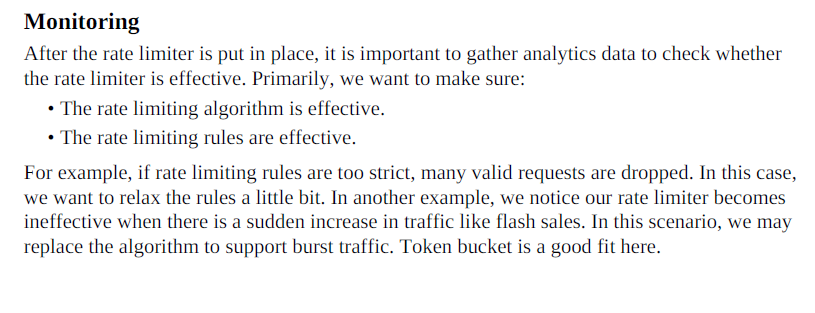 Monitoring
After the rate limiter is put in place, it is important to gather analytics data to check whether
the rate limiter is effective. Primarily, we want to make sure:
• The rate limiting algorithm is effective.
• The rate limiting rules are effective.
For example, if rate limiting rules are too strict, many valid requests are dropped. In this case,
we want to relax the rules a little bit. In another example, we notice our rate limiter becomes
ineffective when there is a sudden increase in traffic like flash sales. In this scenario, we may
replace the algorithm to support burst traffic. Token bucket is a good fit here.